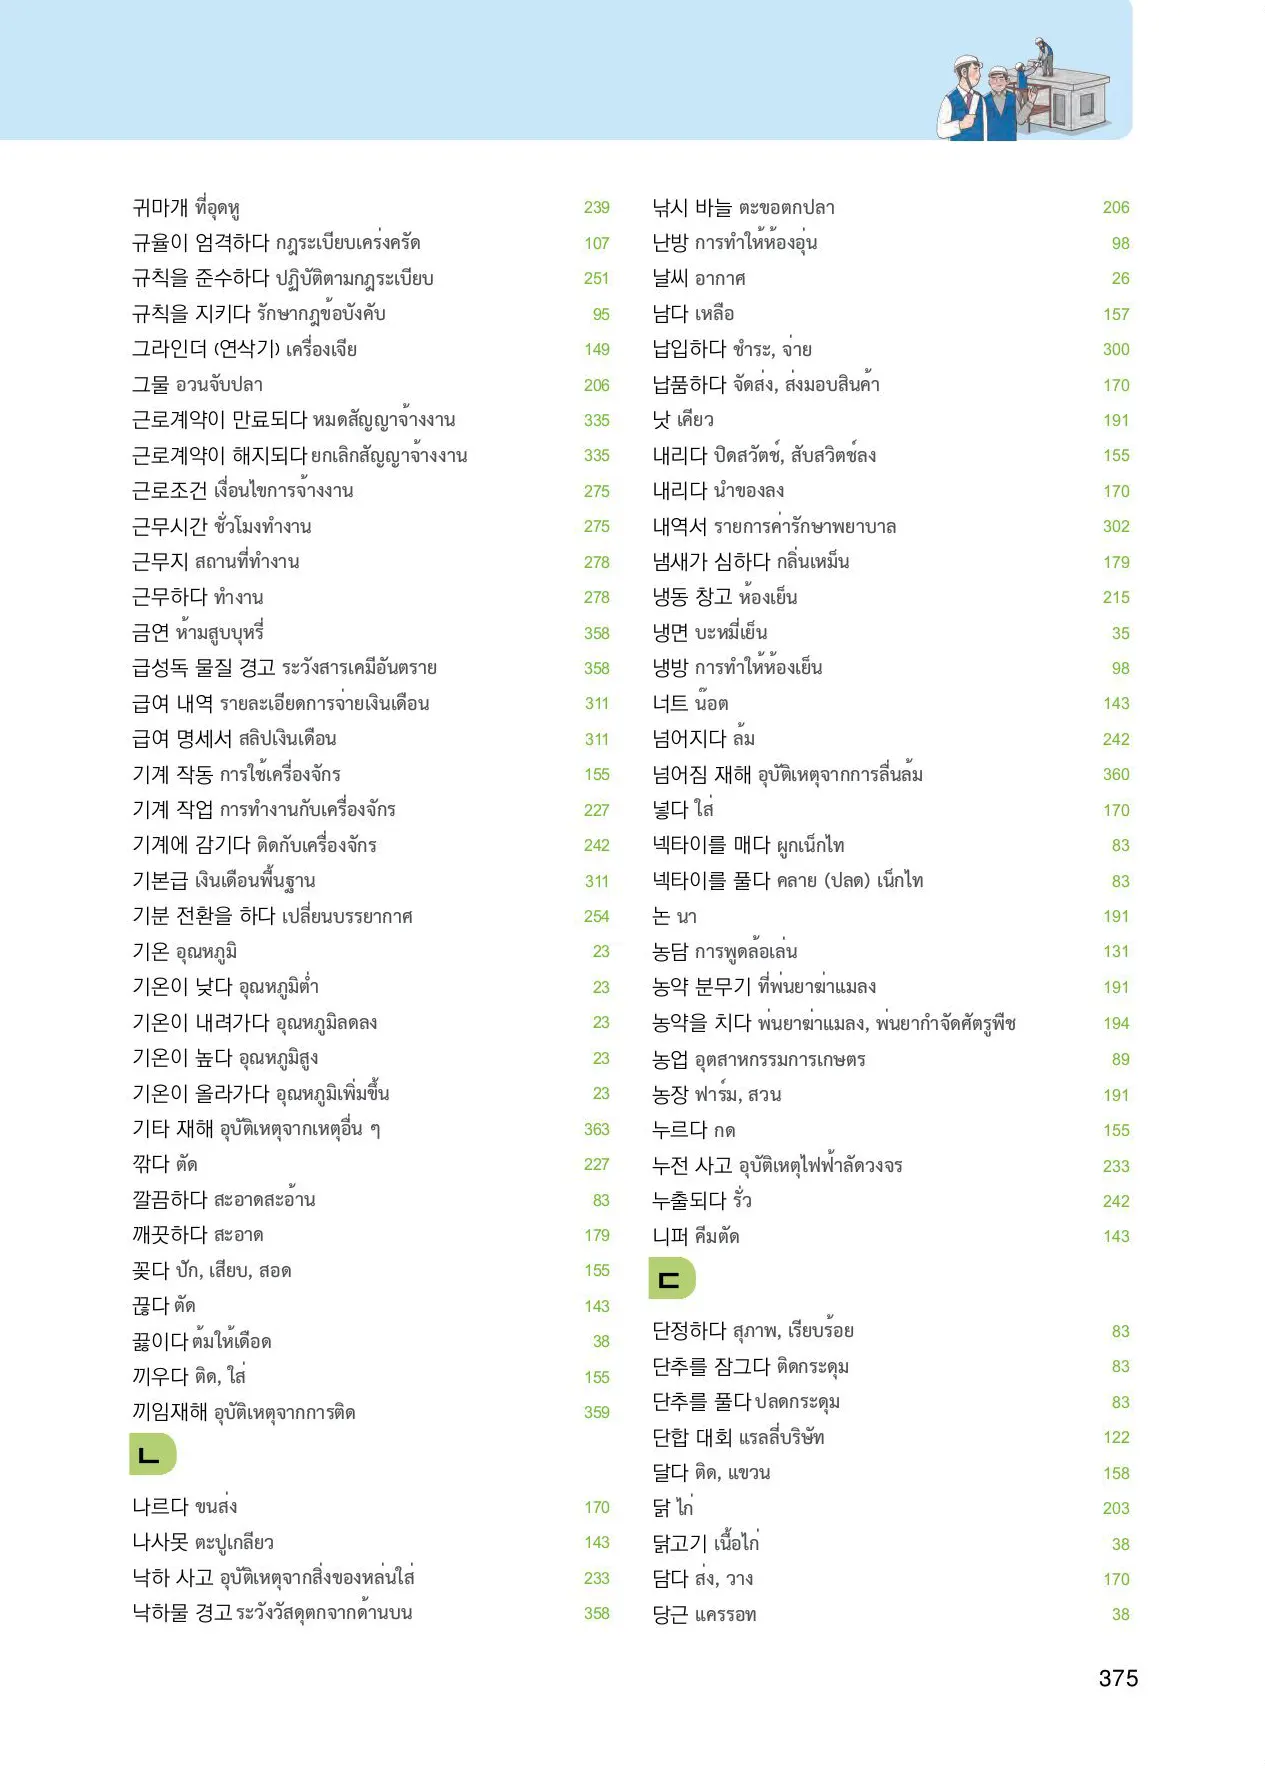 귀마개 ที่อุดหู 239
규율이 엄격하다 กฎระเบียบเคร่งครัด 107
규칙을 준수하다 ปฏิบัติตามกฎระเบียบ 251
규칙을 지키다 รักษากฎข้อบังคับ 95
그라인더 (연삭기) เครื่องเจีย 149
그물 อวนจับปลา 206
근로계약이 만료되다 หมดสัญญาจ้างงาน 335
근로계약이 해지되다 ยกเลิกสัญญาจ้างงาน 335
근로조건 เงื่อนไขการจ้างงาน 275
근무시간 ชั่วโมงทำงาน 275
근무지 สถานที่ทำงาน 278
근무하다 ทำงาน 278
금연 ห้ามสูบบุหรี่ 358
급성독 물질 경고 ระวังสารเคมีอันตราย 358
급여 내역 รายละเอียดการจ่ายเงินเดือน 311
급여 명세서 สลิปเงินเดือน 311
기계 작동 การใช้เครื่องจักร 155
기계 작업 การทำงานกับเครื่องจักร 227
기계에 감기다 ติดกับเครื่องจักร 242
기본급 เงินเดือนพื้นฐาน 311
기분 전환을 하다 เปลี่ยนบรรยากาศ 254
기온 อุณหภูมิ 23
기온이 낮다 อุณหภูมิต่ำ 23
기온이 내려가다 อุณหภูมิลดลง 23
기온이 높다 อุณหภูมิสูง 23
기온이 올라가다 อุณหภูมิเพิ่มขึ้น 23
기타 재해 อุบัติเหตุจากเหตุอื่น ๆ 363
깎다 ตัด 227
깔끔하다 สะอาดสะอ้าน 83
깨끗하다 สะอาด 179
꽂다 ปัก, เสียบ, สอด 155
끊다 ตัด 143
끓이다 ต้มให้เดือด 38
끼우다 ติด, ใส่ 155
끼임재해 อุบัติเหตุจากการติด 359
ㄴ
나르다 ขนส่ง 170
나사못 ตะปูเกลียว 143
낙하 사고 อุบัติเหตุจากสิ่งของหล่นใส่ 233
낙하물 경고 ระวังวัสดุตกจากด้านบน 358
낚시 바늘 ตะขอตกปลา 206
난방 การทำให้ห้องอุ่น 98
날씨 อากาศ 26
남다 เหลือ 157
납입하다 ชำระ, จ่าย 300
납품하다 จัดส่ง, ส่งมอบสินค้า 170
낫 เคียว 191
내리다 ปิดสวัตช์, สับสวิตช์ลง 155
내리다 นำของลง 170
내역서 รายการค่ารักษาพยาบาล 302
냄새가 심하다 กลิ่นเหม็น 179
냉동 창고 ห้องเย็น 215
냉면 บะหมี่เย็น 35
냉방 การทำให้ห้องเย็น 98
너트 น๊อต 143
넘어지다 ล้ม 242
넘어짐 재해 อุบัติเหตุจากการลื่นล้ม 360
넣다 ใส่ 170
넥타이를 매다 ผูกเน็กไท 83
넥타이를 풀다 คลาย (ปลด) เน็กไท 83
논 นา 191
농담 การพูดล้อเล่น 131
농약 분무기 ที่พ่นยาฆ่าแมลง 191
농약을 치다 พ่นยาฆ่าแมลง, พ่นยากำจัดศัตรูพืช 194
농업 อุตสาหกรรมการเกษตร 89
농장 ฟาร์ม, สวน 191
누르다 กด 155
누전 사고 อุบัติเหตุไฟฟ้าลัดวงจร 233
누출되다 รั่ว 242
니퍼 คีมตัด 143
ㄷ
단정하다 สุภาพ, เรียบร้อย 83
단추를 잠그다 ติดกระดุม 83
단추를 풀다 ปลดกระดุม 83
단합 대회 แรลลี่บริษัท 122
달다 ติด, แขวน 158
닭 ไก่ 203
닭고기 เนื้อไก่ 38
담다 ส่ง, วาง 170
당근 แครรอท 38
375